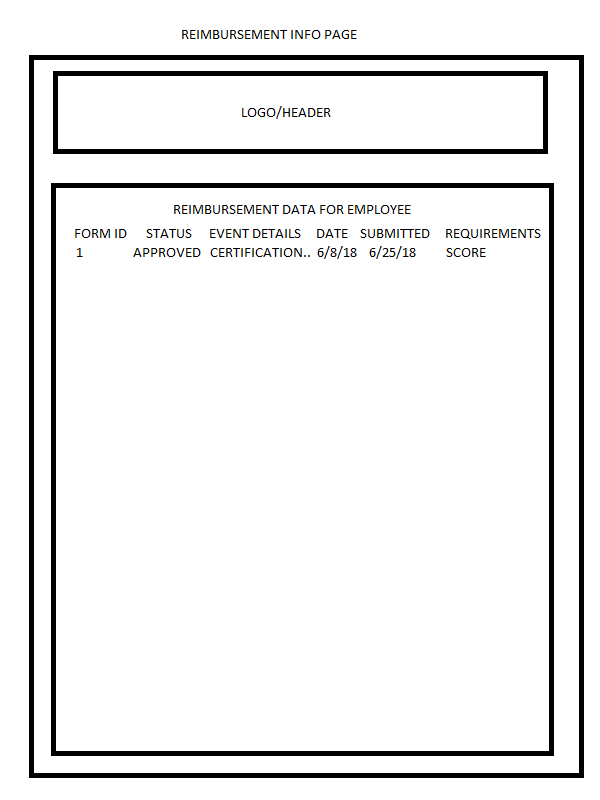 REIMBURSEMENT INFO PAGE
LOGO/HEADER
REIMBURSEMENT DATA FOR EMPLOYEE
FORM ID STATUS EVENT DETAILS DATE SUBMITTED REQUIREMENTS
1 APPROVED CERTIFICATION.. 6/8/18 6/25/18 SCORE